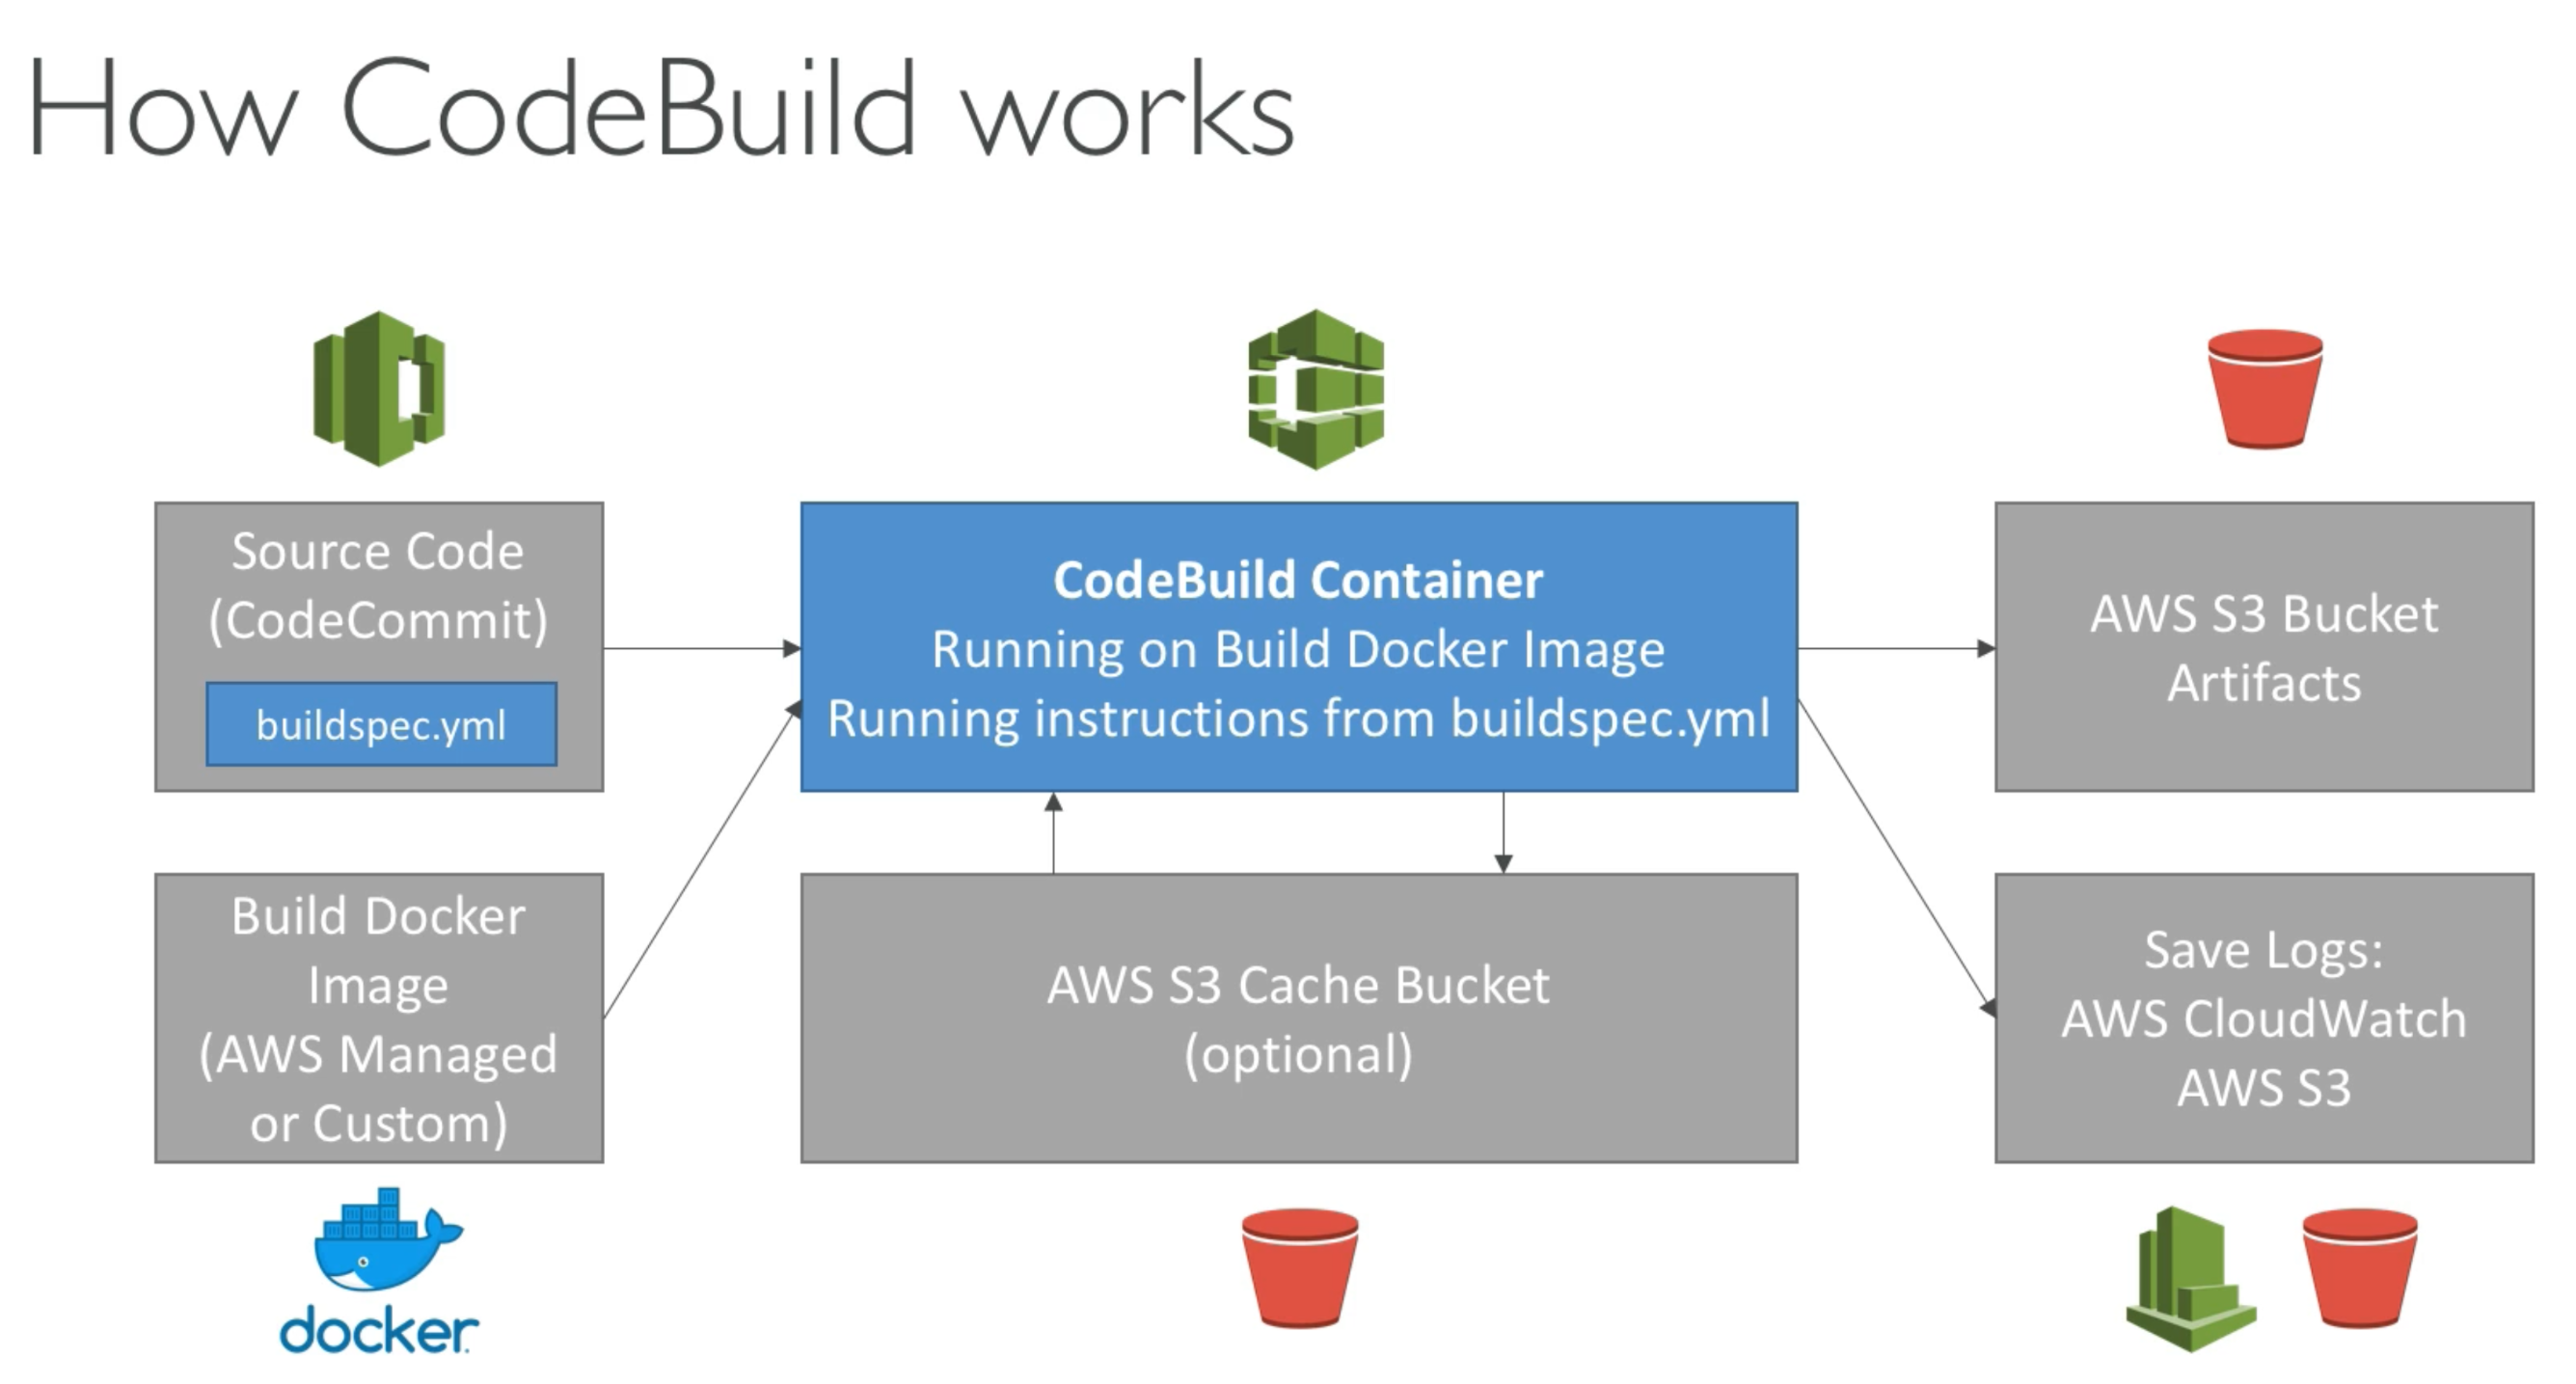 How CodeBuild works
Source Code
(CodeCommit)
buildspec.yml
CodeBuild Container
Running on Build Docker Image
Running instructions from buildspec.yml
AWS S3 Bucket
Artifacts
Build Docker
Image
(AWS Managed
or Custom)
AWS S3 Cache Bucket
(optional)
Save Logs:
AWS CloudWatch
AWS S3
docker